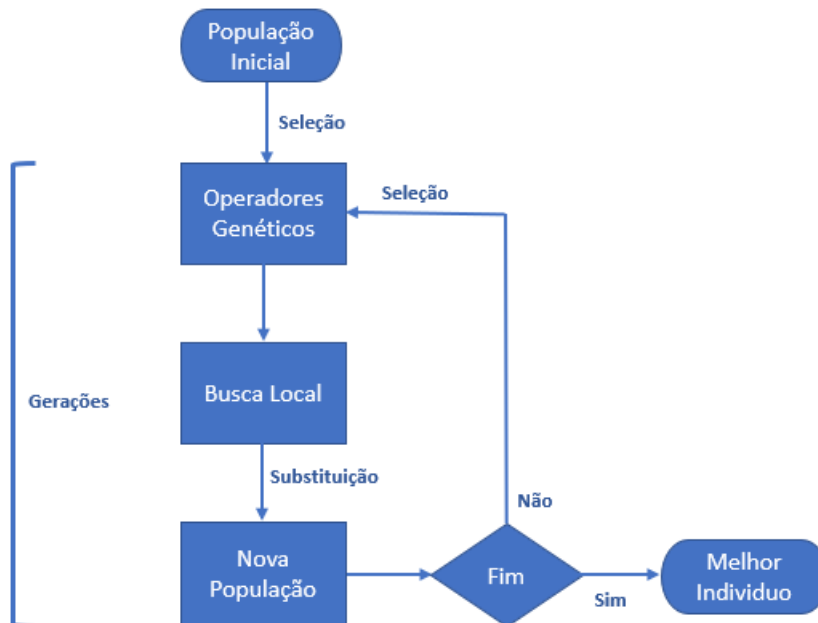 População
Inicial
Seleção
Operadores
Genéticos
Seleção
Busca Local
Gerações
Substituição
Não
Nova
População
Fim
Sim
Melhor
Individuo